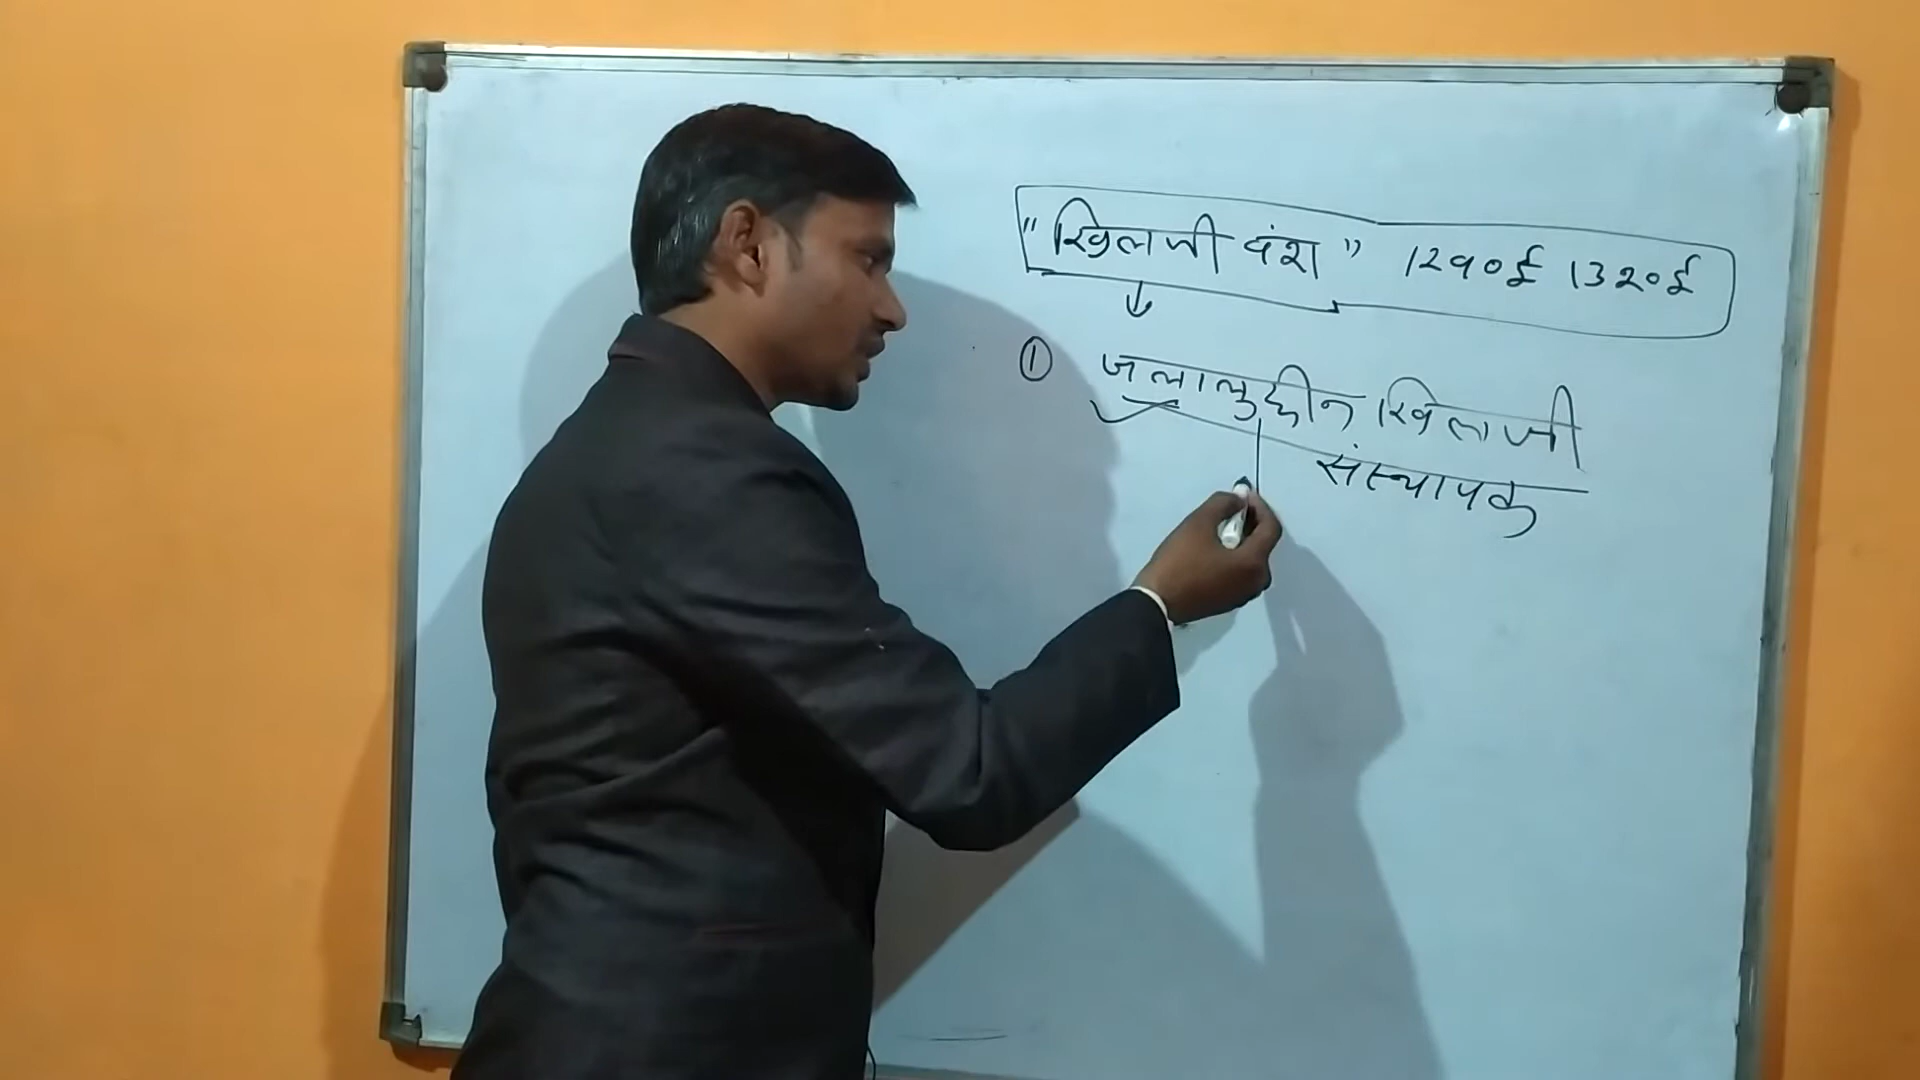 "खिलजी वंश" 1290ई 1320ई
① जलालुद्दीन खिलजी
संस्थापक